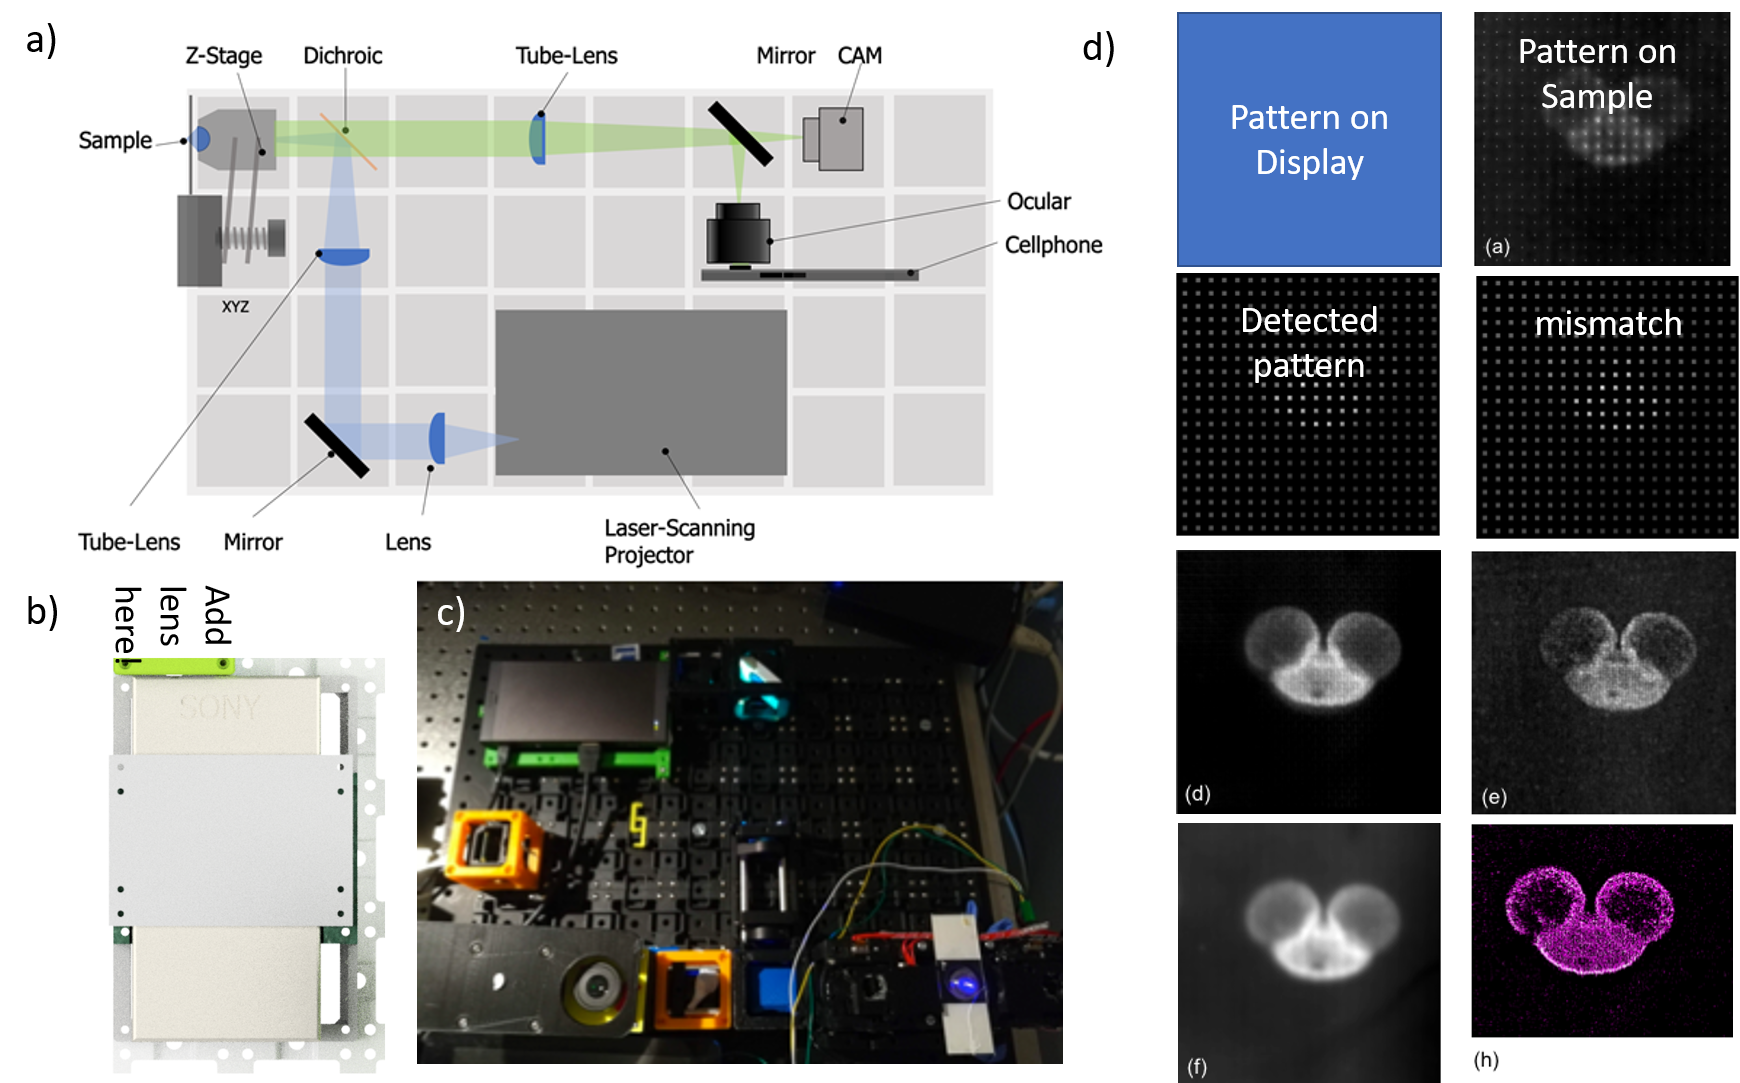 a)
Z-Stage
Dichroic
Tube-Lens
Mirror
CAM
Sample
Ocular
Cellphone
XYZ
Tube-Lens
Mirror
Lens
Laser-Scanning
Projector
b)
Add
lens
here!
SONY
c)
d)
Pattern on
Display
Pattern on
Sample
(a)
Detected
pattern
mismatch
(d)
(e)
(f)
(h)